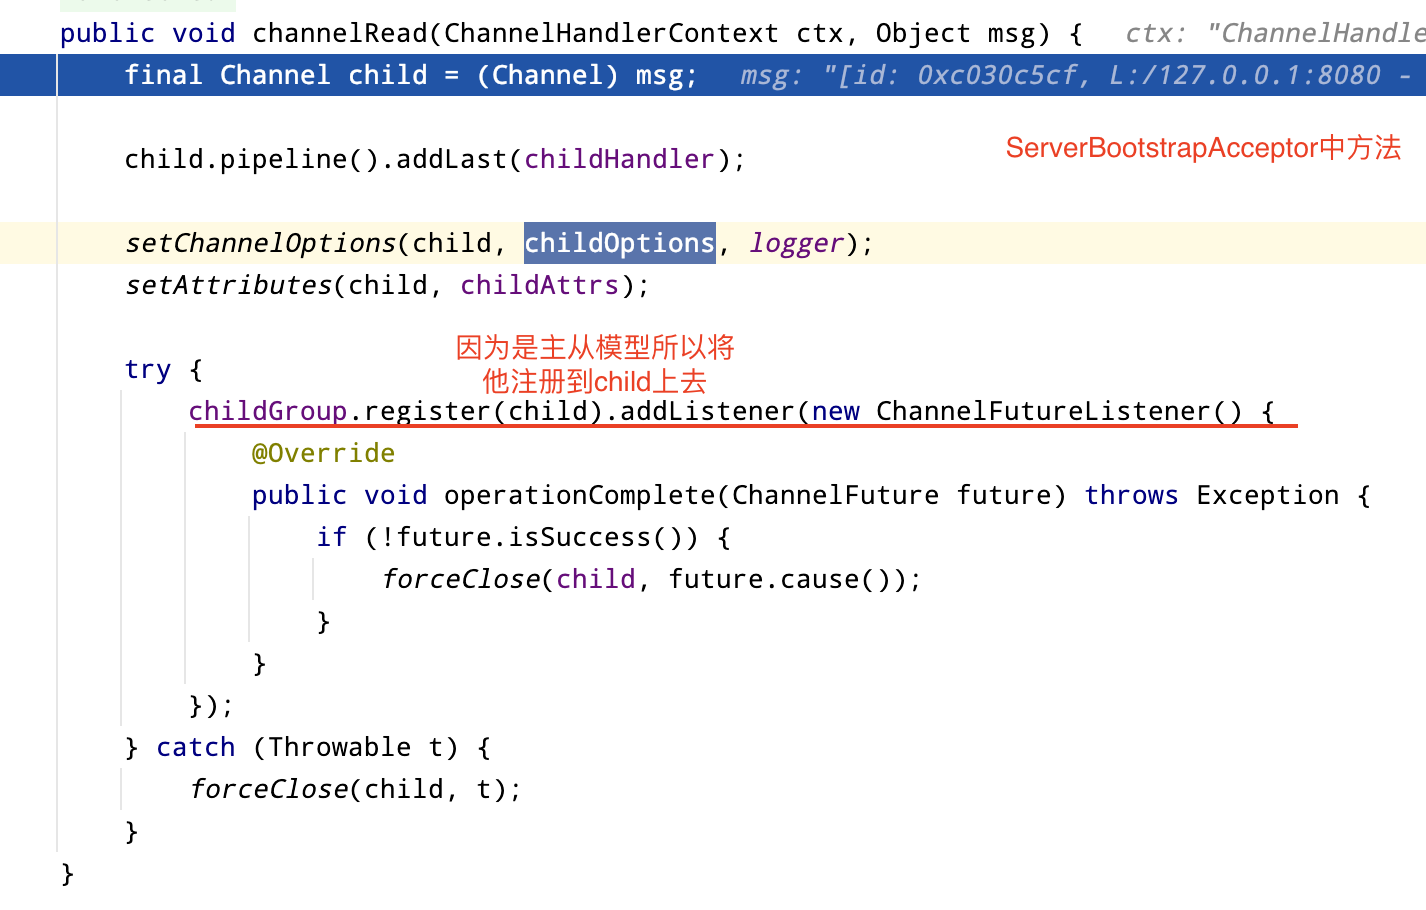 public void channelRead(ChannelHandlerContext ctx, Object msg) {   ctx: "ChannelHandle
final Channel child = (Channel) msg;   msg: "[id: 0xc030c5cf, L:/127.0.0.1:8080 -
child.pipeline().addLast(childHandler);
ServerBootstrapAcceptor中方法
setChannelOptions(child, childOptions, logger);
setAttributes(child, childAttrs);
因为是主从模型所以将
他注册到child上去
try {
childGroup.register(child).addListener(new ChannelFutureListener() {
@Override
public void operationComplete(ChannelFuture future) throws Exception {
if (!future.isSuccess()) {
forceClose(child, future.cause());
}
}
});
} catch (Throwable t) {
forceClose(child, t);
}
}